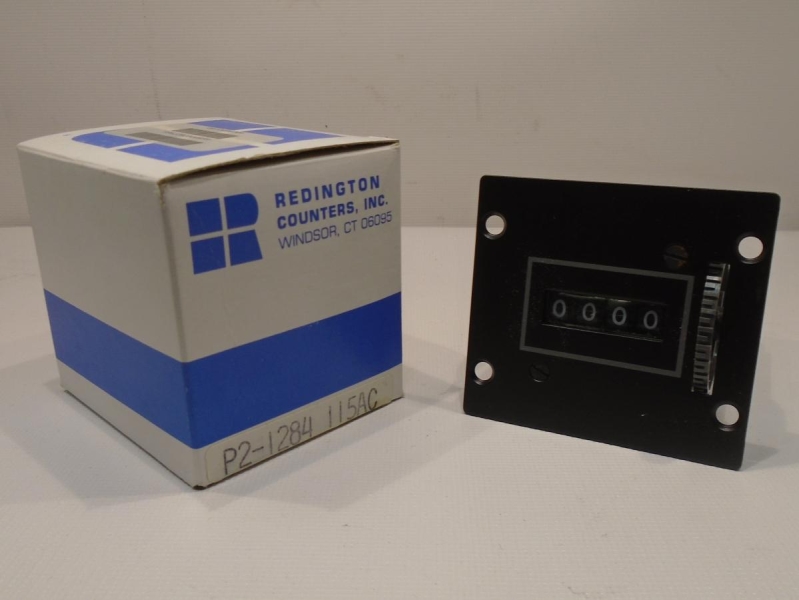 REDINGTON
COUNTERS, INC.
WINDSOR, CT 06095
P2-1284 115AC
0000